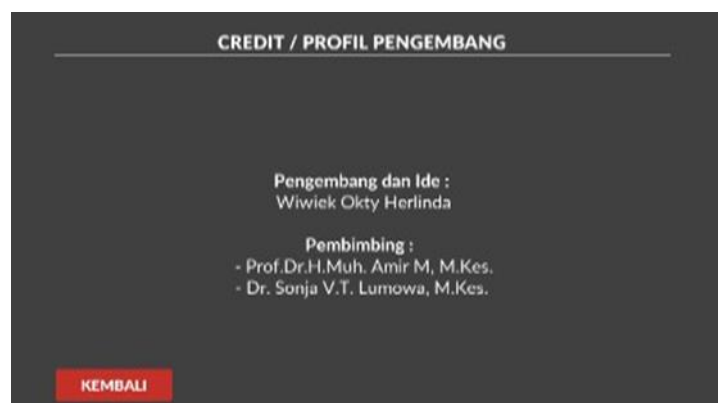 CREDIT / PROFIL PENGEMBANG
Pengembang dan Ide :
Wiwiek Okty Herlinda
Pembimbing :
- Prof.Dr.H.Muh. Amir M, M.Kes.
- Dr. Sonja V.T. Lumowa, M.Kes.
KEMBALI